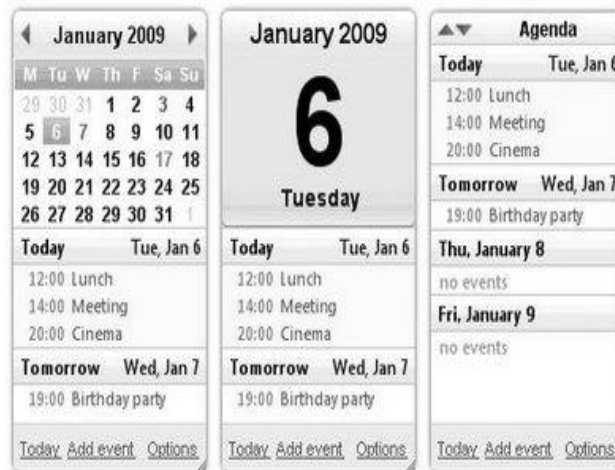 January 2009
M Tu W Th F Sa Su
29 30 31 1 2 3 4
5 6 7 8 9 10 11
12 13 14 15 16 17 18
19 20 21 22 23 24 25
26 27 28 29 30 31 1
Today Tue, Jan 6
12:00 Lunch
14:00 Meeting
20:00 Cinema
Tomorrow Wed, Jan 7
19:00 Birthday party
Today Add event Options
January 2009
6
Tuesday
Today Tue, Jan 6
12:00 Lunch
14:00 Meeting
20:00 Cinema
Tomorrow Wed, Jan 7
19:00 Birthday party
Today Add event Options
Agenda
Today Tue, Jan 6
12:00 Lunch
14:00 Meeting
20:00 Cinema
Tomorrow Wed, Jan 7
19:00 Birthday party
Thu, January 8
no events
Fri, January 9
no events
Today Add event Options